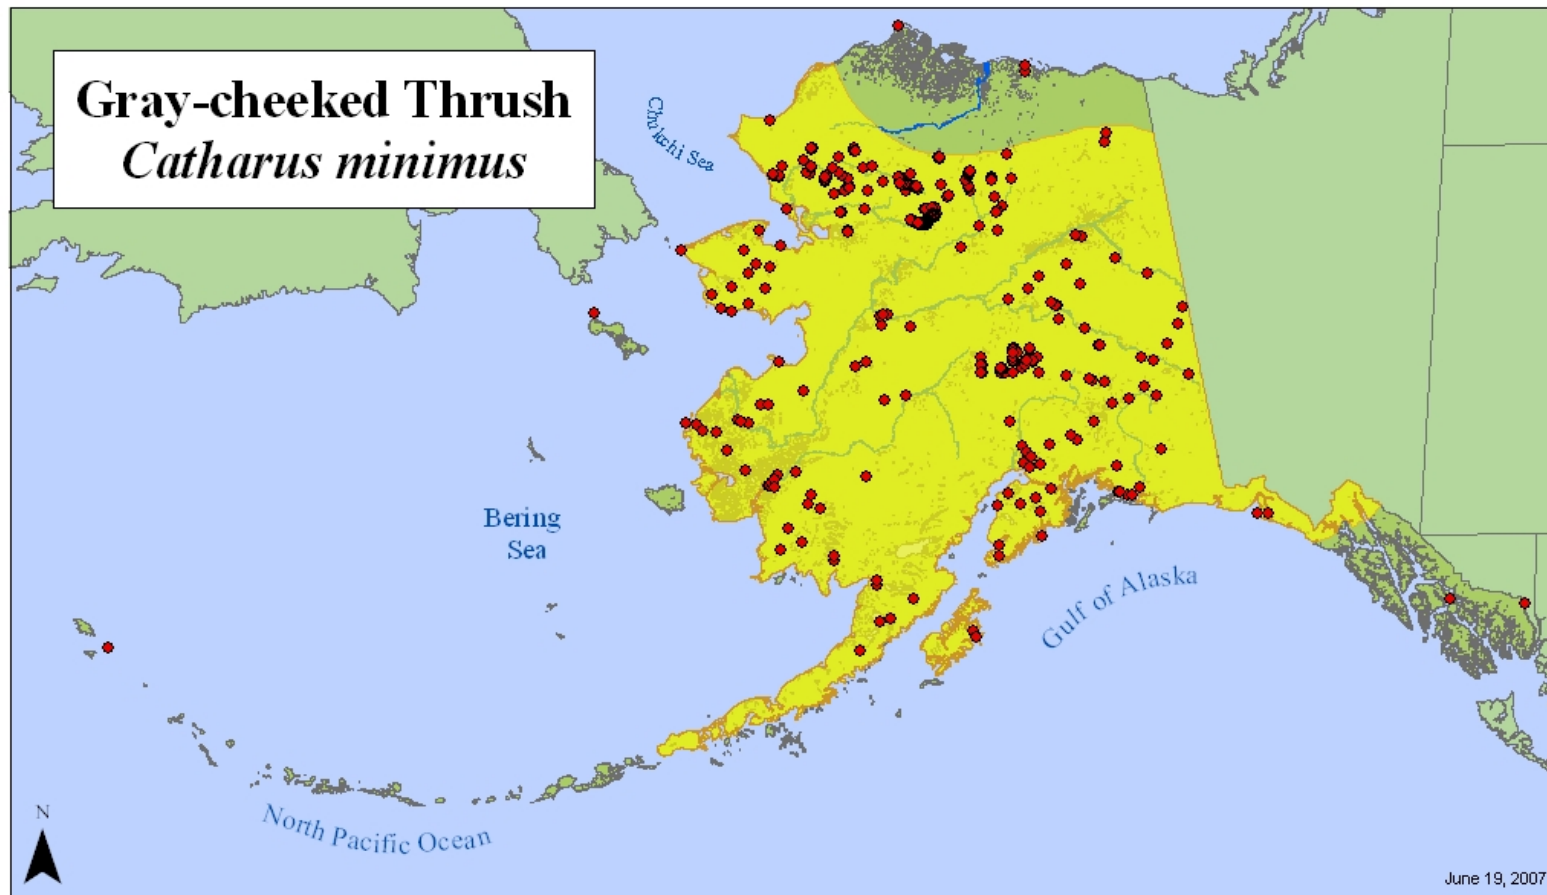 Gray-cheeked Thrush
Catharus minimus
Chukchi Sea
Bering
Sea
Gulf of Alaska
North Pacific Ocean
N
June 19, 2007